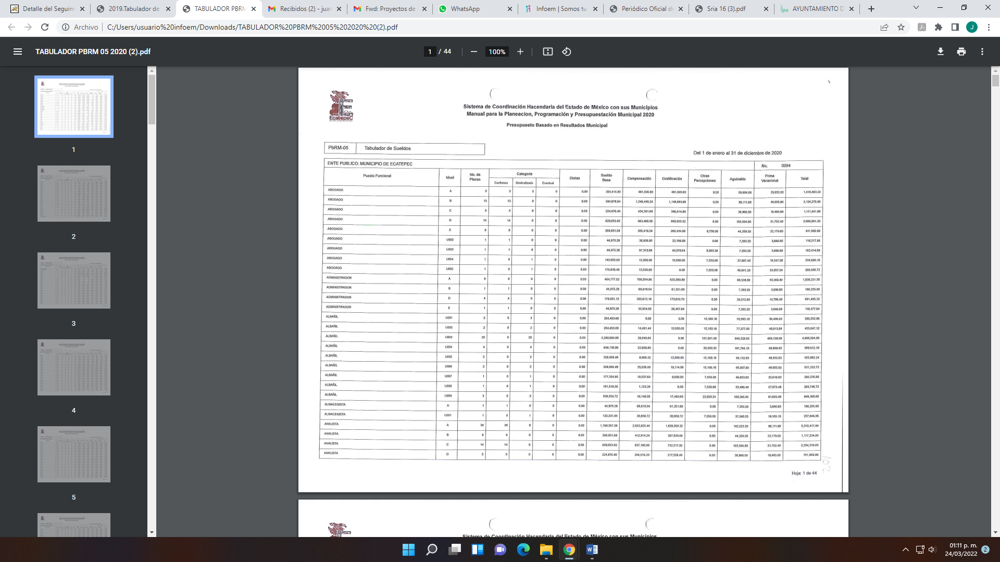 Detalle del Seguim
2019.Tabulador de
TABULADOR PBRM
Recibidos (2) - juar
Fwd: Proyectos de
WhatsApp
Infoem | Somos tu
Periódico Oficial de
Sria 16 (3).pdf
AYUNTAMIENTO D
Archivo C:/Users/usuario%20infoem/Downloads/TABULADOR%20PBRM%2005%202020%20(2).pdf
J
TABULADOR PBRM 05 2020 (2).pdf
1 / 44
100%
1
2
3
4
5
EcatepeC
Sistema de Coordinación Hacendaria del Estado de México con sus Municipios
Manual para la Planeacion, Programación y Presupuestación Municipal 2020
Presupuesto Basado en Resultados Municipal
PbRM-05 Tabulador de Sueldos
Del 1 de enero al 31 de diciembre de 2020
ENTE PUBLICO: MUNICIPIO DE ECATEPEC No. 0094
Puesto Funcional Nivel No. de Plazas Categoría Confianza Sindicalizado Eventual Dietas Sueldo Base Compensación Gratificación Otras Percepciones Aguinaldo Prima Vacacional Total
ABOGADO A 5 5 0 0 0.00 364,414.80 481,096.80 481,095.60 0.00 59,904.00 29,952.00 1,416,463.20
ABOGADO B 13 13 0 0 0.00 584,678.64 1,246,446.24 1,148,983.68 0.00 96,111.60 48,055.80
ABOGADO C 5 5 0 0 0.00 224,876.40 434,301.60 396,814.80 0.00 36,966.00 18,483.00 1,111,441.80
ABOGADO D 14 14 0 0 0.00 629,653.92 963,466.56 858,503.52 0.00 103,504.80 51,752.40
ABOGADO E 6 6 0 0 0.00 269,851.68 305,418.24 260,434.08 9,750.00 44,359.20 22,179.60
ABOGADO U002 1 1 0 0 0.00 44,975.28 38,956.80 23,196.00 0.00 7,393.20 3,696.60 118,217.88
ABOGADO U003 1 1 0 0 0.00 44,975.28 57,313.68 40,070.64 9,965.28 7,393.20 3,696.60
ABOGADO U004 1 0 1 0 0.00 145,605.60 12,000.00 12,000.00 7,550.08 37,897.40 19,547.08 234,600.16
ABOGADO U005 1 0 1 0 0.00 175,838.40 12,000.00 0.00 7,550.08 46,641.20 24,057.04 266,086.72
ADMINISTRADOR A 9 9 0 0 0.00 404,777.52 700,554.96 633,080.88 0.00 66,538.80 33,269.40 1,838,221.56
ADMINISTRADOR B 1 1 0 0 0.00 44,975.28 68,819.04 61,321.68 0.00 7,393.20 3,696.60 186,205.80
ADMINISTRADOR D 4 4 0 0 0.00 179,901.12 203,612.16 173,622.72 0.00 29,572.80 14,786.40 601,495.20
ADMINISTRADOR E 1 1 0 0 0.00 44,975.28 33,954.96 26,457.60 0.00 7,393.20 3,696.60 116,477.64
ALBAÑIL U001 2 0 2 0 0.00 264,463.68 0.00 0.00 15,100.16 70,583.10 36,406.02
ALBAÑIL U002 2 0 2 0 0.00 264,463.68 14,491.44 12,000.00 15,100.16 77,577.95 40,013.89 423,647.12
ALBAÑIL U003 20 0 20 0 0.00 3,280,684.80 28,940.64 0.00 151,001.60 948,328.95 489,138.09 4,898,094.08
ALBAÑIL U004 4 0 4 0 0.00 656,136.96 22,600.80 0.00 30,200.32 191,764.15 98,909.93 999,612.16
ALBAÑIL U005 2 0 2 0 0.00 328,068.48 8,008.32 12,000.00 15,100.16 94,132.65 48,552.63 505,862.24
ALBAÑIL U006 2 0 2 0 0.00 328,068.48 25,038.00 19,114.56 15,100.16 95,007.60 49,003.92 531,332.72
ALBAÑIL U007 1 0 1 0 0.00 177,334.80 10,527.60 9,600.00 7,550.08 49,653.65 25,610.83 280,276.96
ALBAÑIL U008 1 0 1 0 0.00 181,510.56 1,123.20 0.00 7,550.08 52,489.40 27,073.48 269,746.72
ALBAÑIL U009 3 0 3 0 0.00 558,054.72 10,140.00 17,493.60 22,650.24 158,365.95 81,683.49 848,388.00
ALMACENISTA A 1 1 0 0 0.00 44,975.28 68,819.04 61,321.68 0.00 7,393.20 3,696.60 186,205.80
ALMACENISTA U001 1 0 1 0 0.00 132,231.84 30,858.72 30,858.72 7,550.08 37,040.50 19,105.10 257,644.96
ANALISTA A 26 26 0 0 0.00 1,169,357.28 2,023,825.44 1,828,900.32 0.00 192,223.20 96,111.60 5,310,417.84
ANALISTA B 6 6 0 0 0.00 269,851.68 412,914.24 367,930.08 0.00 44,359.20 22,179.60 1,117,234.80
ANALISTA C 14 14 0 0 0.00 629,653.92 837,180.96 732,217.92 0.00 103,504.80 51,752.40 2,354,310.00
ANALISTA D 5 5 0 0 0.00 224,876.40 254,515.20 217,028.40 0.00 36,966.00 18,483.00 751,869.00
102
Hoja: 1 de 44
Sistema de Coordinación Hacendaria del Estado de México con sus Municipios
01:11 p. m.
24/03/2022
2